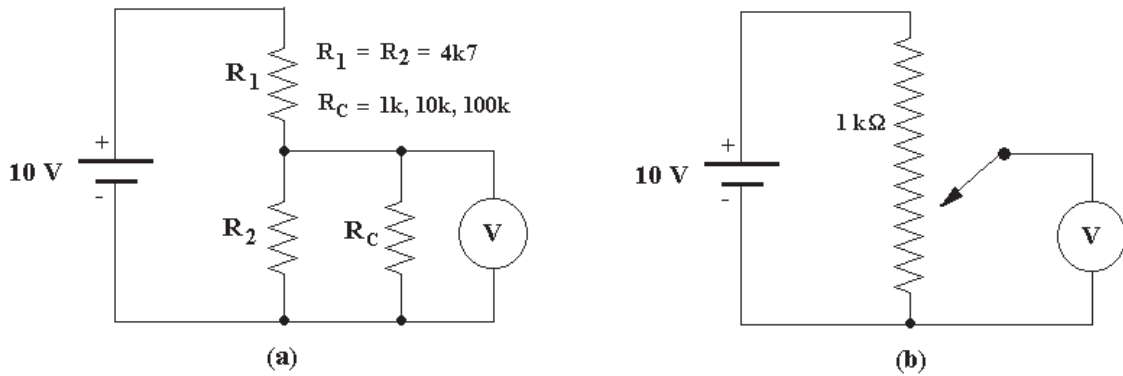 R1 = R2 = 4k7
R1
RC = 1k, 10k, 100k
1 kΩ
+
10 V
-
R2
RC
V
(a)
+
10 V
-
V
(b)